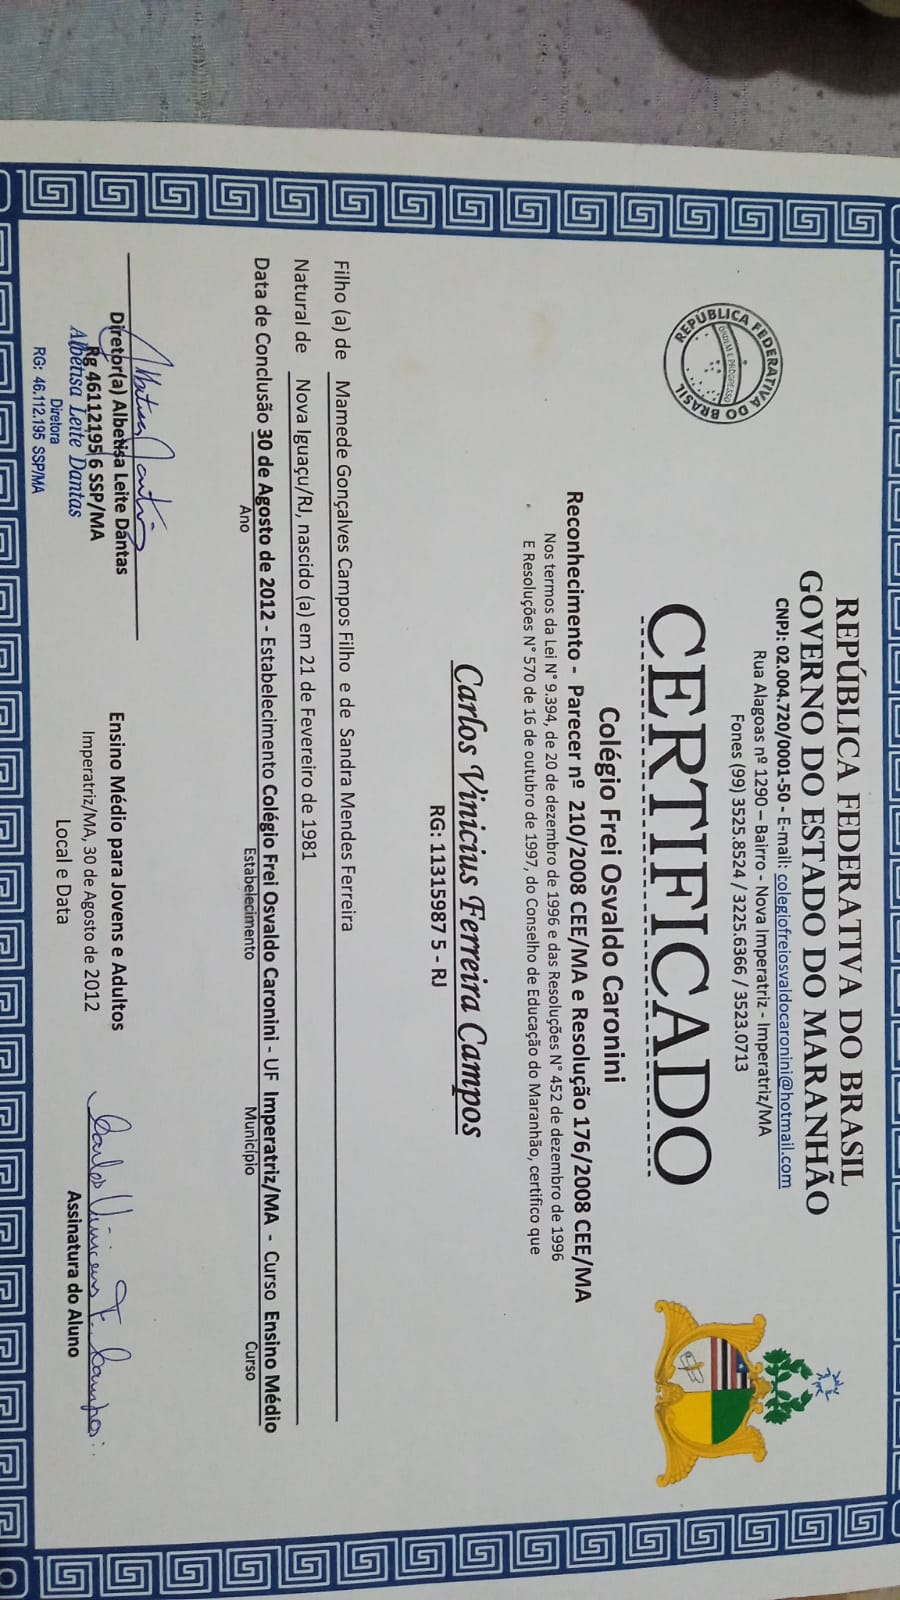 REPÚBLICA FEDERATIVA DO BRASIL
GOVERNO DO ESTADO DO MARANHÃO
CNPJ: 02.004.720/0001-50 - E-mail: colegiofreiosvaldocaronini@hotmail.com
Rua Alagoas nº 1290 – Bairro - Nova Imperatriz - Imperatriz/MA
Fones (99) 3525.8524 / 3225.6366 / 3523.0713
REPÚBLICA FEDERATIVA DO BRASIL
ORDEM E PROGRESSO
CERTIFICADO
Colégio Frei Osvaldo Caronini
Reconhecimento - Parecer nº 210/2008 CEE/MA e Resolução 176/2008 CEE/MA
Nos termos da Lei N° 9.394, de 20 de dezembro de 1996 e das Resoluções N° 452 de dezembro de 1996
E Resoluções N° 570 de 16 de outubro de 1997, do Conselho de Educação do Maranhão, certifico que
Carlos Vinicius Ferreira Campos
RG: 11315987 5 - RJ
Filho (a) de Mamede Gonçalves Campos Filho e de Sandra Mendes Ferreira
Natural de Nova Iguaçu/RJ, nascido (a) em 21 de Fevereiro de 1981
Data de Conclusão 30 de Agosto de 2012 - Estabelecimento Colégio Frei Osvaldo Caronini - UF Imperatriz/MA - Curso Ensino Médio
Ano Estabelecimento Município Curso
Diretor(a) Albetisa Leite Dantas
Rg 46112195 6 SSP/MA
Albetisa Leite Dantas
Diretora
RG: 46.112.195 SSP/MA
Ensino Médio para Jovens e Adultos
Imperatriz/MA, 30 de Agosto de 2012
Local e Data
Carlos Vinicius F. Campos
Assinatura do Aluno